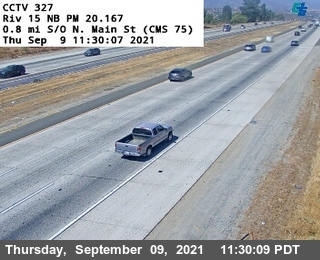 CCTV 327
Riv 15 NB PM 20.167
0.8 mi S/O N. Main St (CMS 75)
Thu Sep 9 11:30:07 2021
Thursday, September 09, 2021 11:30:09 PDT